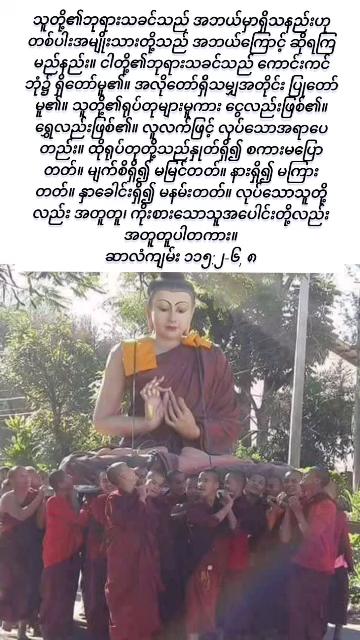 သူတို့၏ဘုရားသခင်သည် အဘယ်မှာရှိသနည်းဟု
တစ်ပါးအမျိုးသားတို့သည် အဘယ်ကြောင့် ဆိုရကြ
မည်နည်း။ ငါတို့၏ဘုရားသခင်သည် ကောင်းကင်
ဘုံ၌ ရှိတော်မူ၏။ အလိုတော်ရှိသမျှအတိုင်း ပြုတော်
မူ၏။ သူတို့၏ရုပ်တုများမူကား ငွေလည်းဖြစ်၏။
ရွှေလည်းဖြစ်၏။ လူလက်ဖြင့် လုပ်သောအရာပေ
တည်း။ ထိုရုပ်တုတို့သည်နှုတ်ရှိ၍ စကားမပြော
တတ်။ မျက်စိရှိ၍ မမြင်တတ်။ နားရှိ၍ မကြား
တတ်။ နှာခေါင်းရှိ၍ မနမ်းတတ်။ လုပ်သောသူတို့
လည်း အတူတူ၊ ကိုးစားသောသူအပေါင်းတို့လည်း
အတူတူပါတကား။
ဆာလံကျမ်း ၁၁၅:၂-၆, ၈